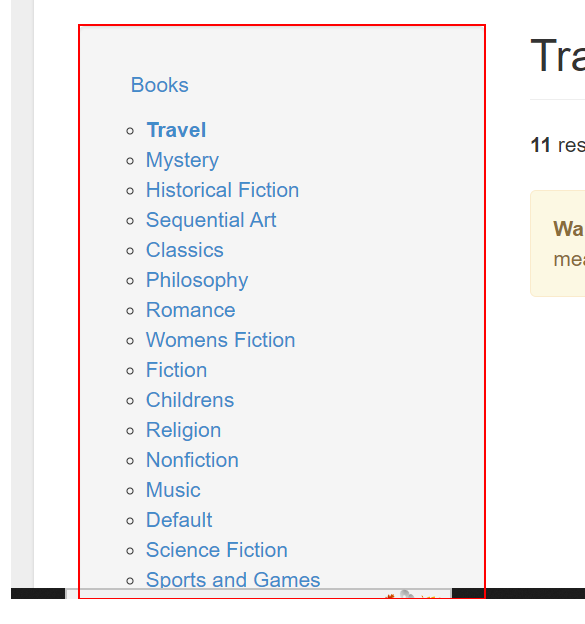 Books
Travel
Mystery
Historical Fiction
Sequential Art
Classics
Philosophy
Romance
Womens Fiction
Fiction
Childrens
Religion
Nonfiction
Music
Default
Science Fiction
Sports and Games
Tra
11 res
Wa
mea